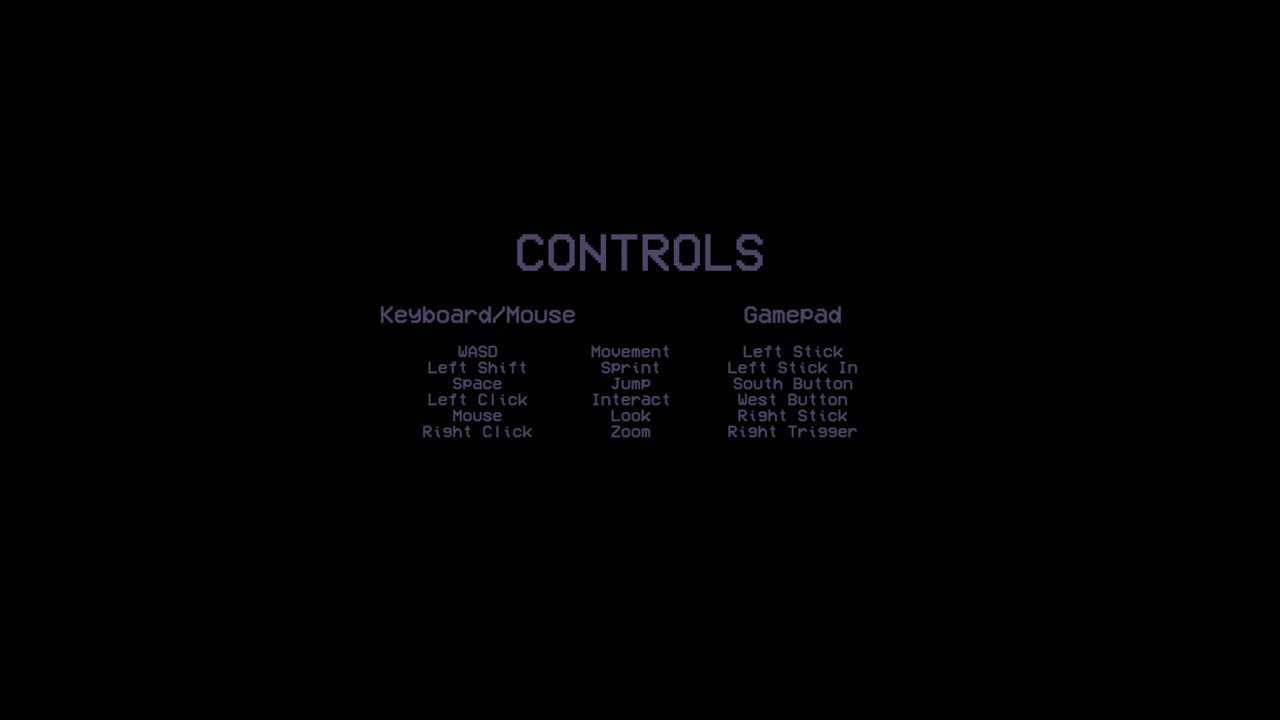 CONTROLS
Keyboard/Mouse Gamepad
WASD Movement Left Stick
Left Shift Sprint Left Stick In
Space Jump South Button
Left Click Interact West Button
Mouse Look Right Stick
Right Click Zoom Right Trigger